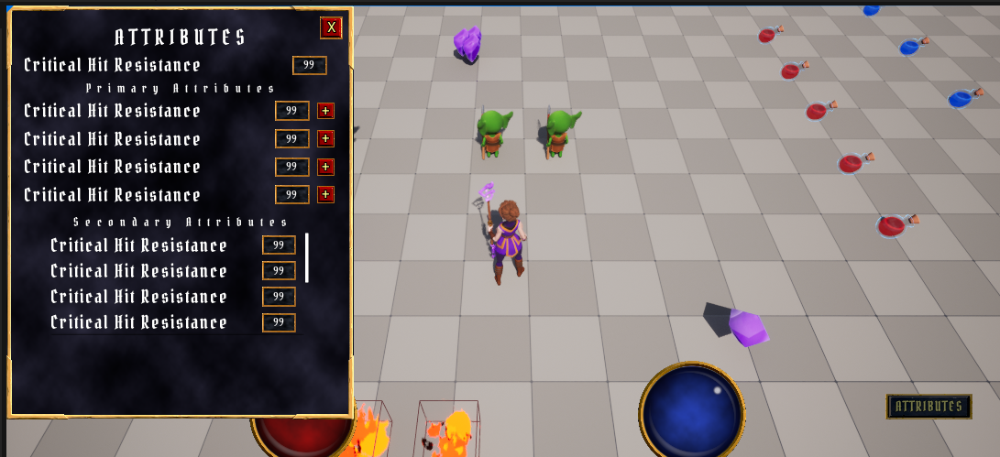 ATTRIBUTES
X
Critical Hit Resistance 99
Primary Attributes
Critical Hit Resistance 99 +
Critical Hit Resistance 99 +
Critical Hit Resistance 99 +
Critical Hit Resistance 99 +
Secondary Attributes
Critical Hit Resistance 99
Critical Hit Resistance 99
Critical Hit Resistance 99
Critical Hit Resistance 99
ATTRIBUTES